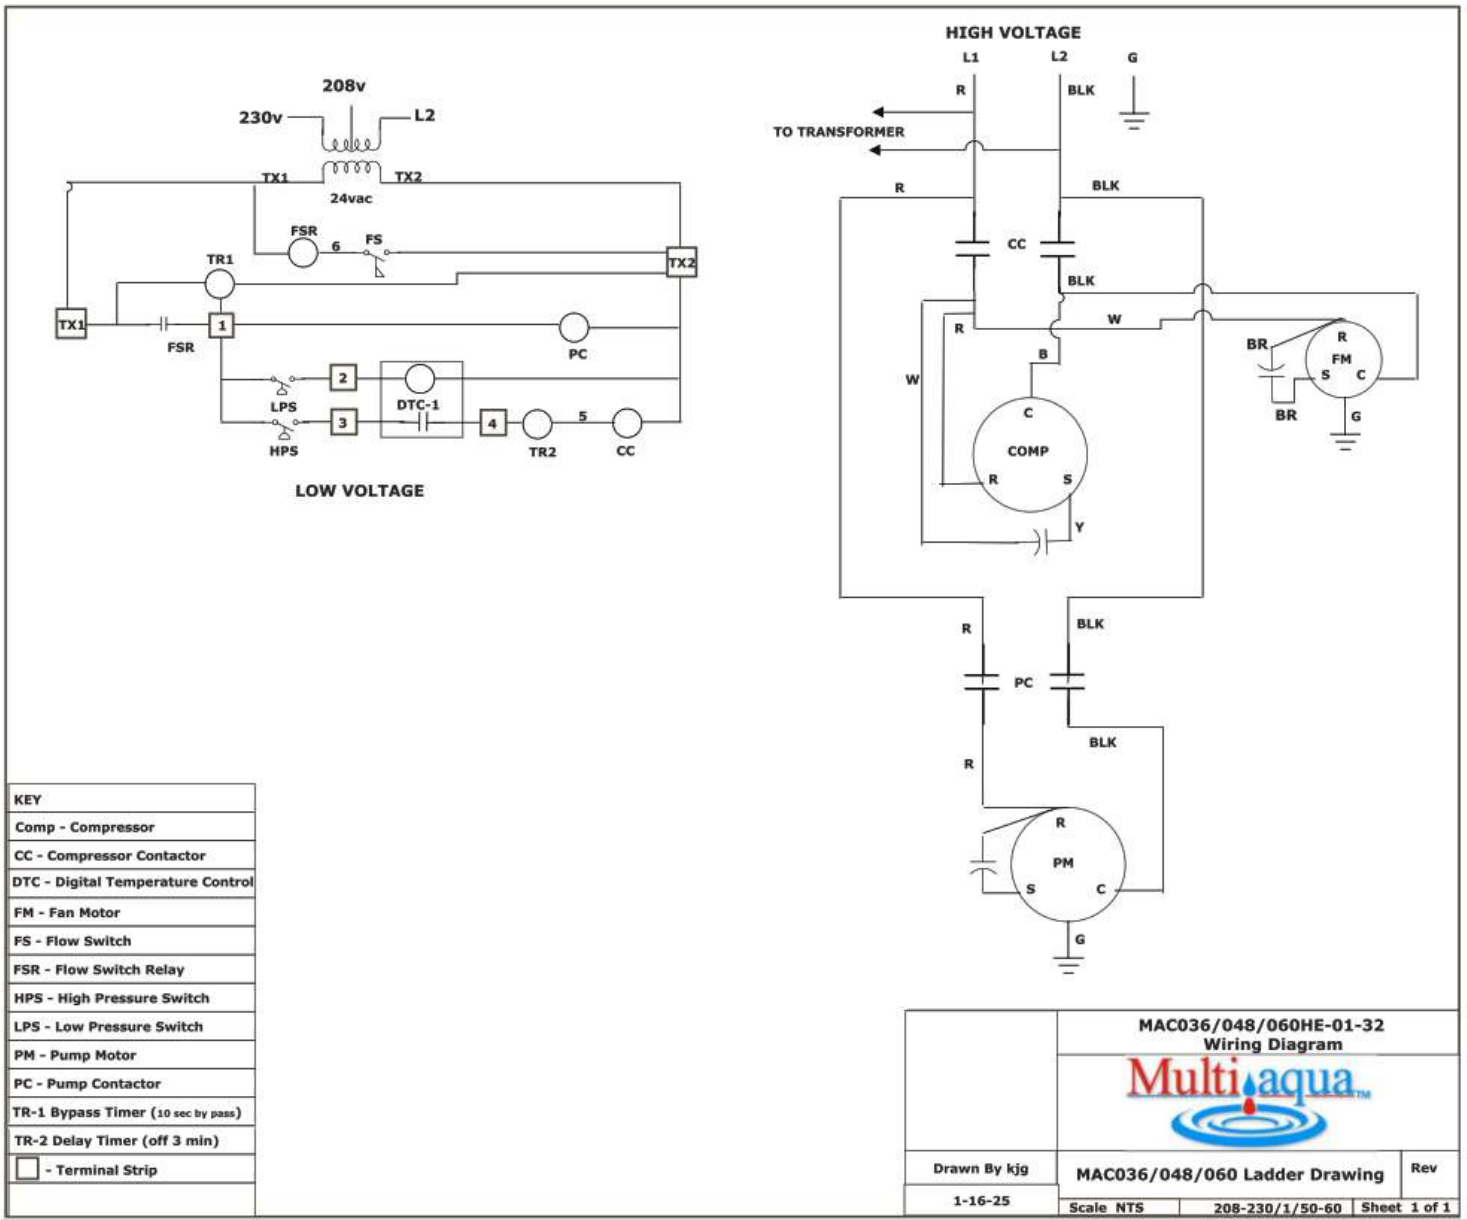 HIGH VOLTAGE
L1
L2
G
R
BLK
TO TRANSFORMER
208v
230v
L2
TX1
TX2
24vac
FSR
6
FS
TR1
TX2
TX1
FSR
1
PC
2
LPS
DTC-1
3
HPS
4
TR2
5
CC
LOW VOLTAGE
R
BLK
CC
BLK
R
W
B
W
C
COMP
R
S
Y
BR
R
FM
S
C
BR
G
R
BLK
PC
BLK
R
R
PM
S
C
G
KEY
Comp - Compressor
CC - Compressor Contactor
DTC - Digital Temperature Control
FM - Fan Motor
FS - Flow Switch
FSR - Flow Switch Relay
HPS - High Pressure Switch
LPS - Low Pressure Switch
PM - Pump Motor
PC - Pump Contactor
TR-1 Bypass Timer (10 sec by pass)
TR-2 Delay Timer (off 3 min)
- Terminal Strip
MAC036/048/060HE-01-32
Wiring Diagram
Multiaqua TM
Drawn By kjg
MAC036/048/060 Ladder Drawing
Rev
1-16-25
Scale NTS
208-230/1/50-60
Sheet 1 of 1